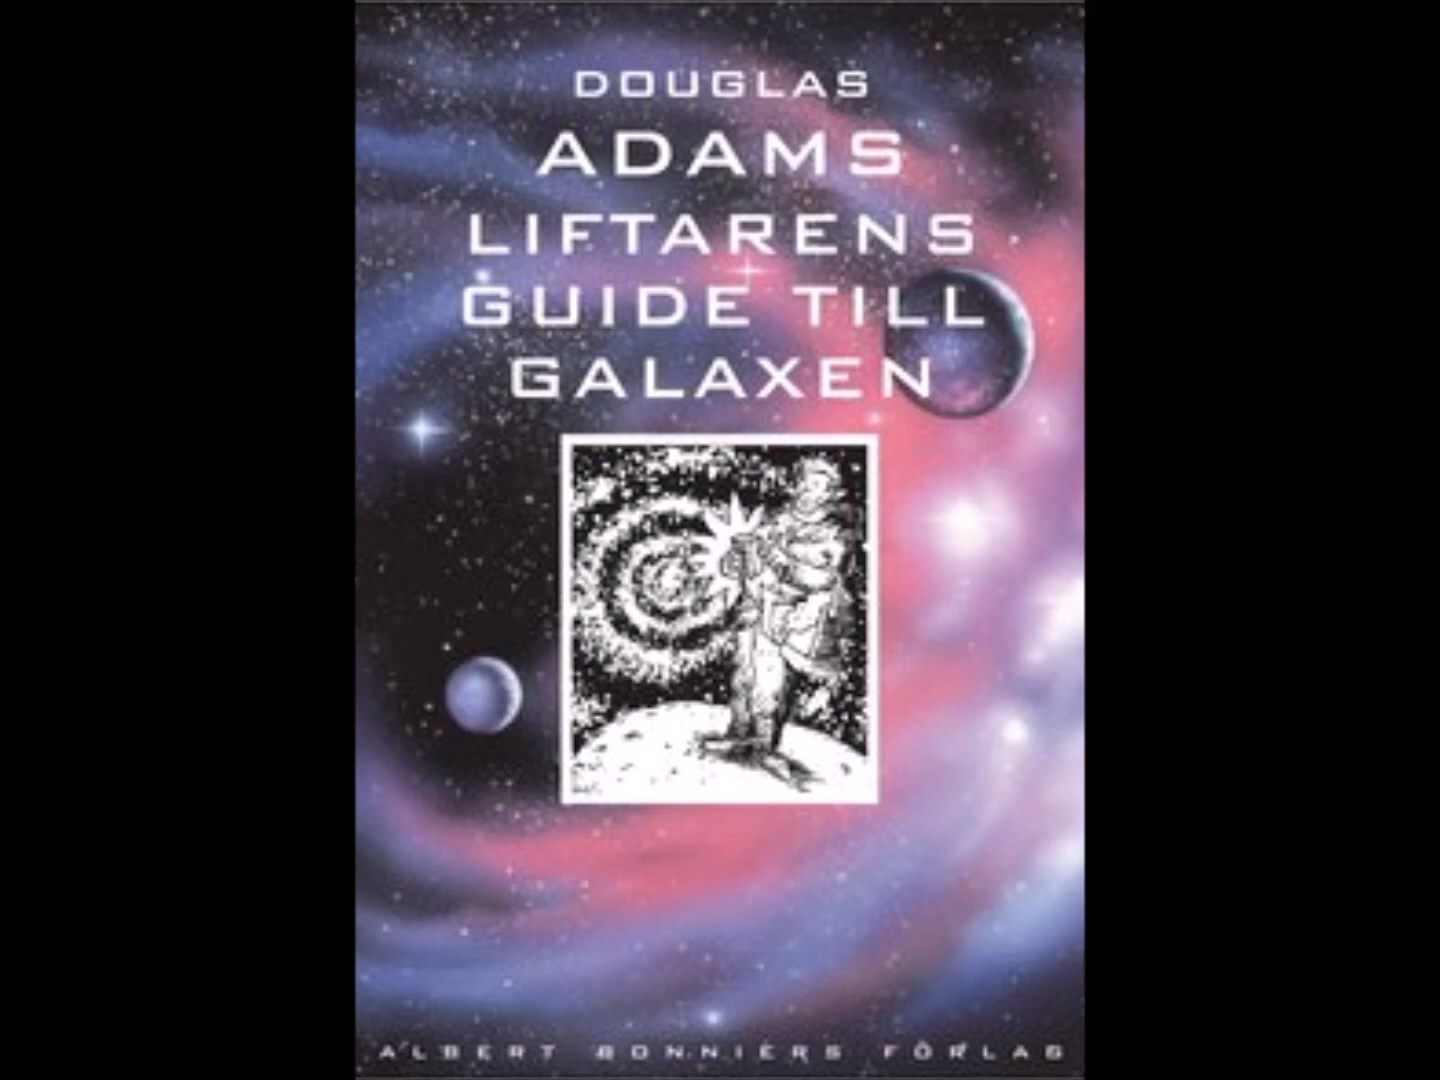 DOUGLAS
ADAMS
LIFTARENS
GUIDE TILL
GALAXEN
ALBERT BONNIERS FÖRLAG